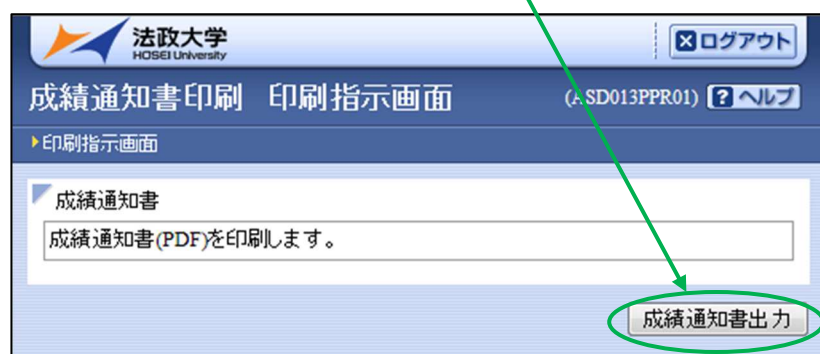 法政大学
HOSEI University
ログアウト
成績通知書印刷 印刷指示画面 (ASD013PPR01) ? ヘルプ
印刷指示画面
成績通知書
成績通知書(PDF)を印刷します。
成績通知書出力